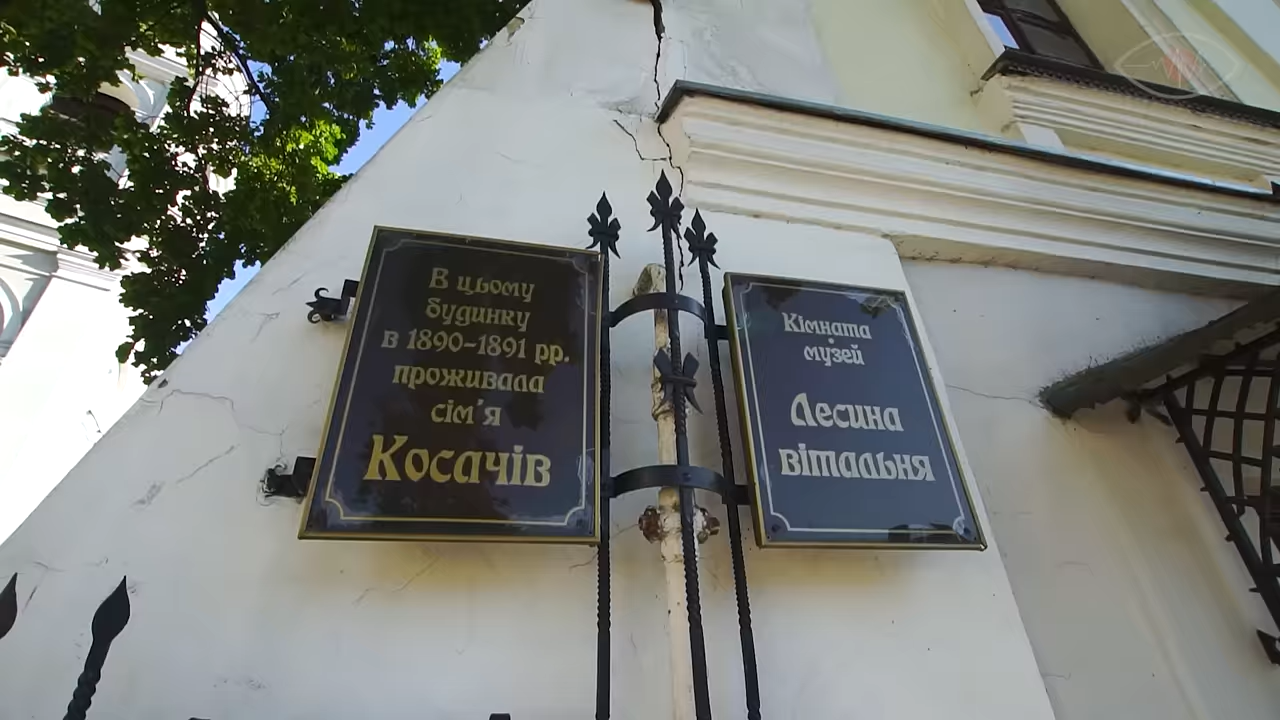 В цьому
будинку
в 1890-1891 рр.
проживала
сім'я
Косачів
Кімната
музей
Лесина
вітальня